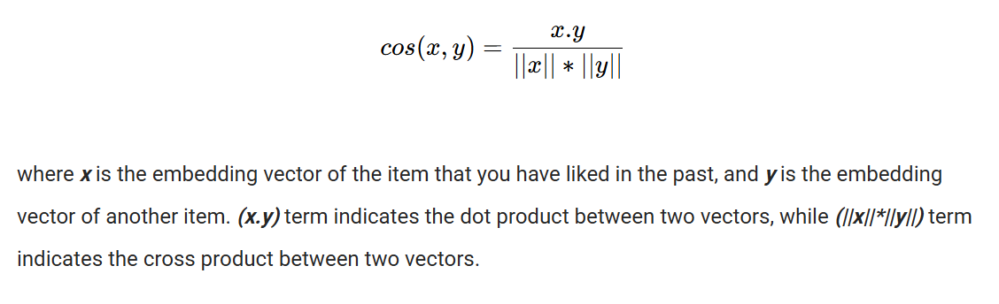 cos(x, y) = x.y / ||x|| * ||y||
where x is the embedding vector of the item that you have liked in the past, and y is the embedding
vector of another item. (x.y) term indicates the dot product between two vectors, while (||x||*||y||) term
indicates the cross product between two vectors.